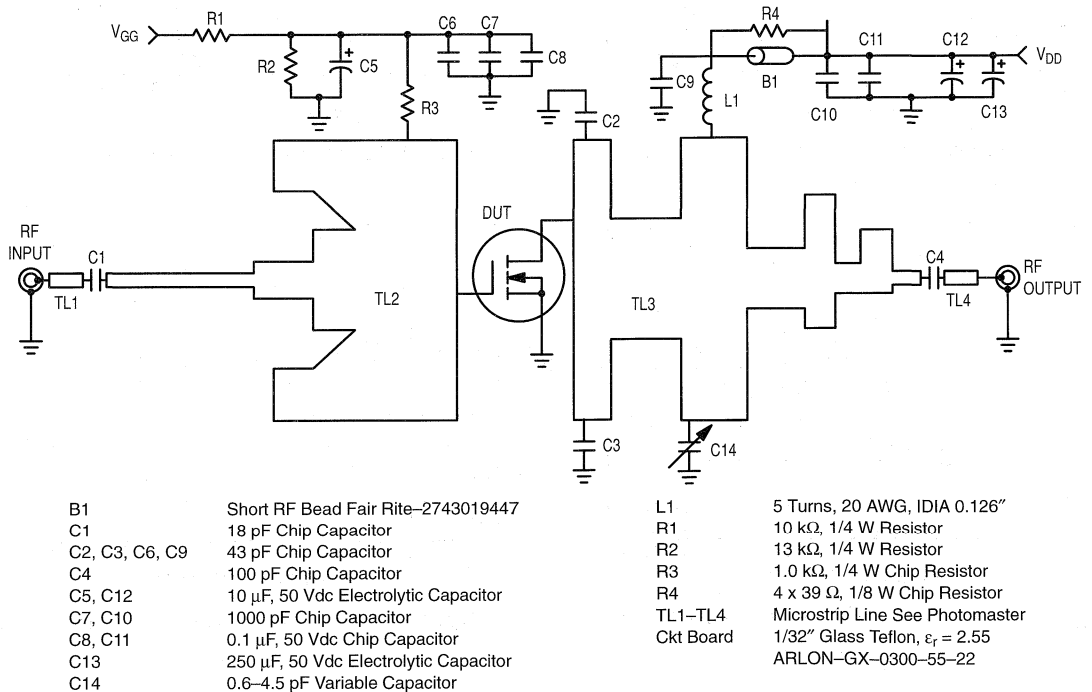 VGG
R1
R2
+
C5
R3
C6
C7
C8
R4
B1
C9
L1
C10
C11
C12
+
+
C13
VDD
C2
RF
INPUT
C1
TL1
TL2
DUT
TL3
C3
C14
C4
TL4
RF
OUTPUT
B1 Short RF Bead Fair Rite–2743019447
C1 18 pF Chip Capacitor
C2, C3, C6, C9 43 pF Chip Capacitor
C4 100 pF Chip Capacitor
C5, C12 10 μF, 50 Vdc Electrolytic Capacitor
C7, C10 1000 pF Chip Capacitor
C8, C11 0.1 μF, 50 Vdc Chip Capacitor
C13 250 μF, 50 Vdc Electrolytic Capacitor
C14 0.6–4.5 pF Variable Capacitor
L1 5 Turns, 20 AWG, IDIA 0.126″
R1 10 kΩ, 1/4 W Resistor
R2 13 kΩ, 1/4 W Resistor
R3 1.0 kΩ, 1/4 W Chip Resistor
R4 4 x 39 Ω, 1/8 W Chip Resistor
TL1–TL4 Microstrip Line See Photomaster
Ckt Board 1/32″ Glass Teflon, εr = 2.55
ARLON–GX–0300–55–22